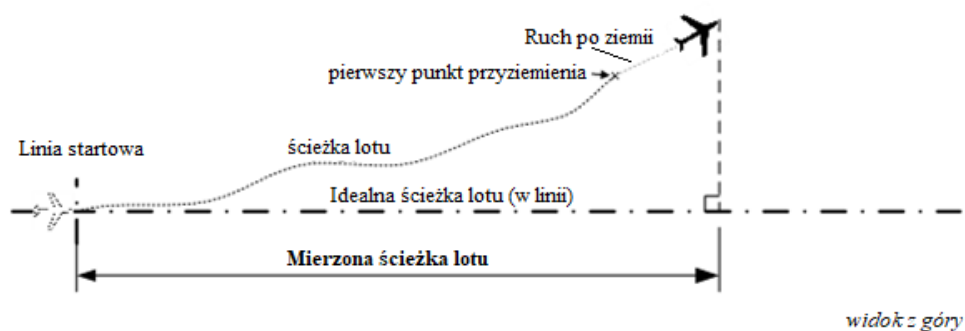 Ruch po ziemii
pierwszy punkt przyziemienia
Linia startowa
ścieżka lotu
Idealna ścieżka lotu (w linii)
Mierzona ścieżka lotu
widok z góry